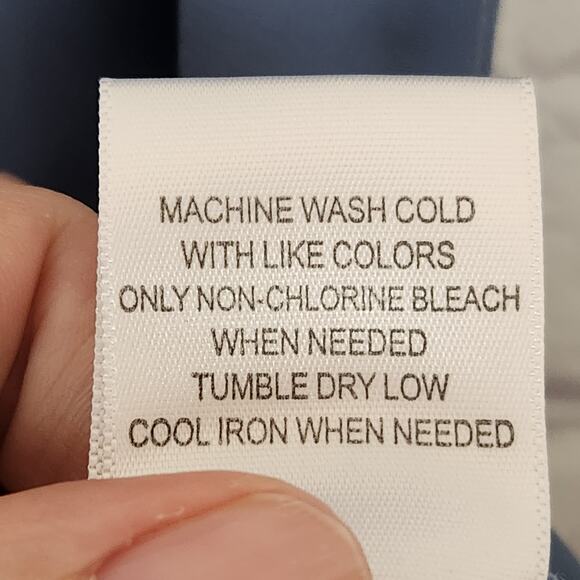 MACHINE WASH COLD
WITH LIKE COLORS
ONLY NON-CHLORINE BLEACH
WHEN NEEDED
TUMBLE DRY LOW
COOL IRON WHEN NEEDED